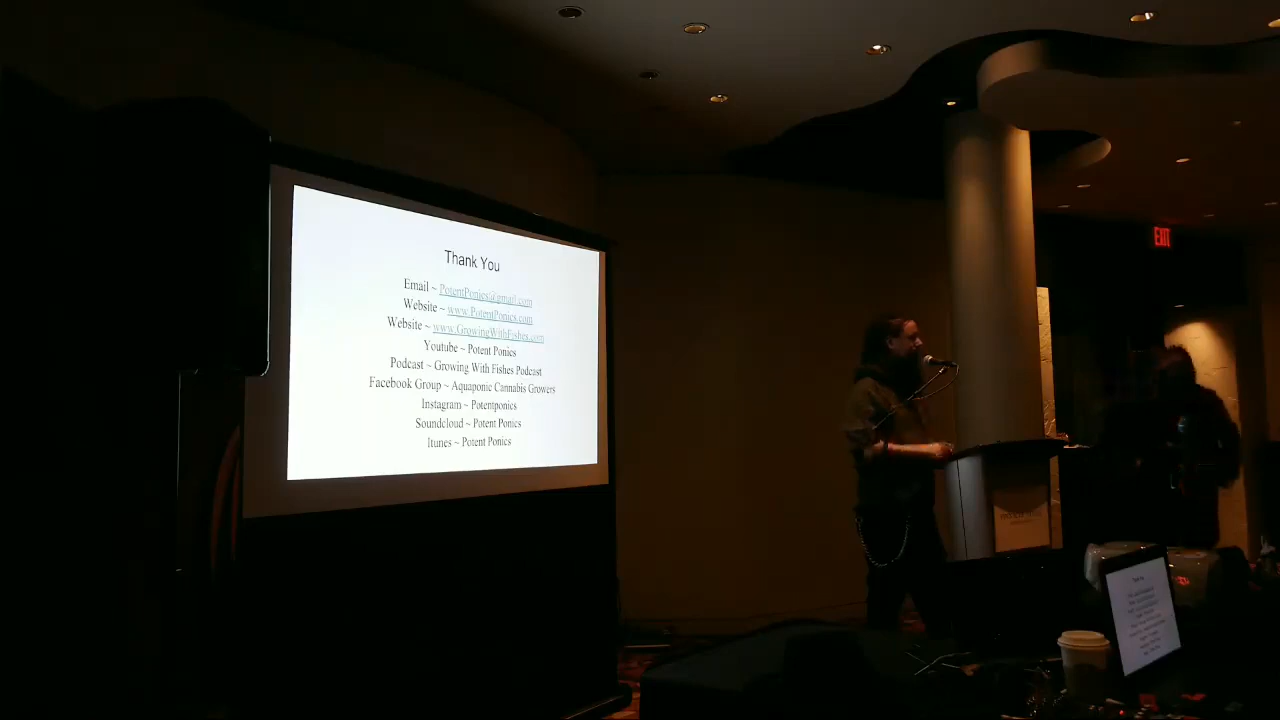 Thank You
Email ~ PotentPonics@gmail.com
Website ~ www.PotentPonics.com
Website ~ www.GrowingWithFishes.com
Youtube ~ Potent Ponics
Podcast ~ Growing With Fishes Podcast
Facebook Group ~ Aquaponic Cannabis Growers
Instagram ~ Potentponics
Soundcloud ~ Potent Ponics
Itunes ~ Potent Ponics
EXIT